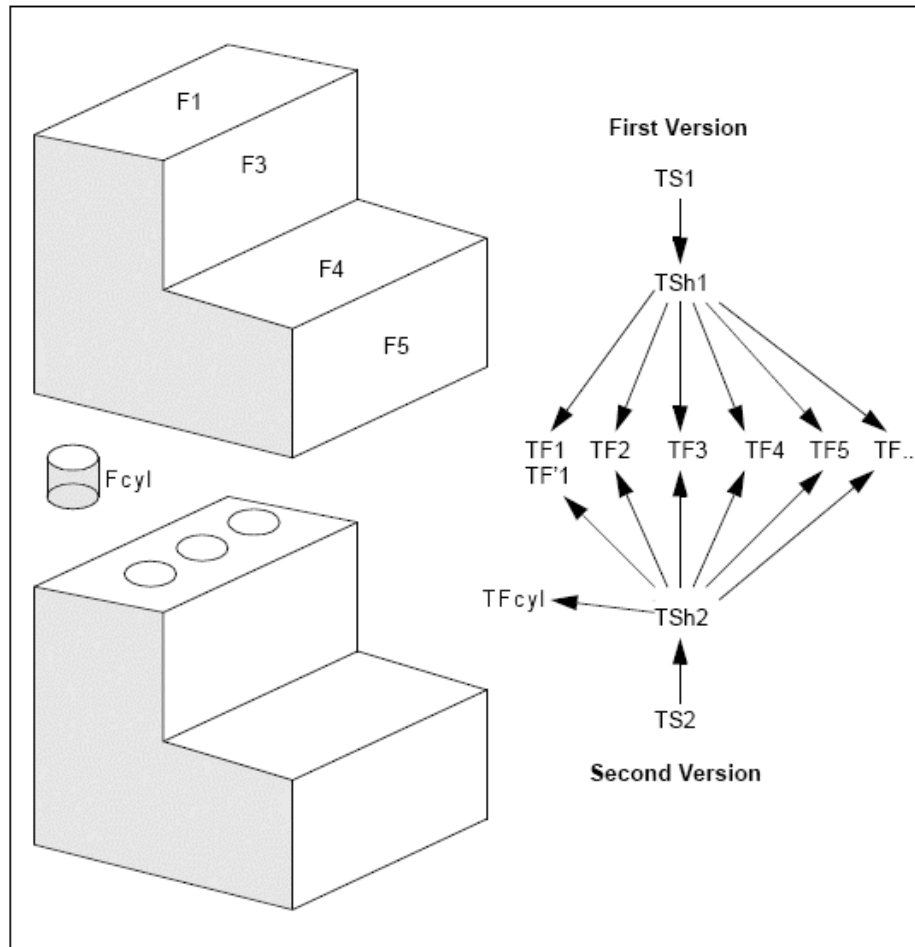 F1
F3
F4
F5
Fcyl
First Version
TS1
TSh1
TF1 TF2 TF3 TF4 TF5 TF...
TF'1
TFcyl
TSh2
TS2
Second Version